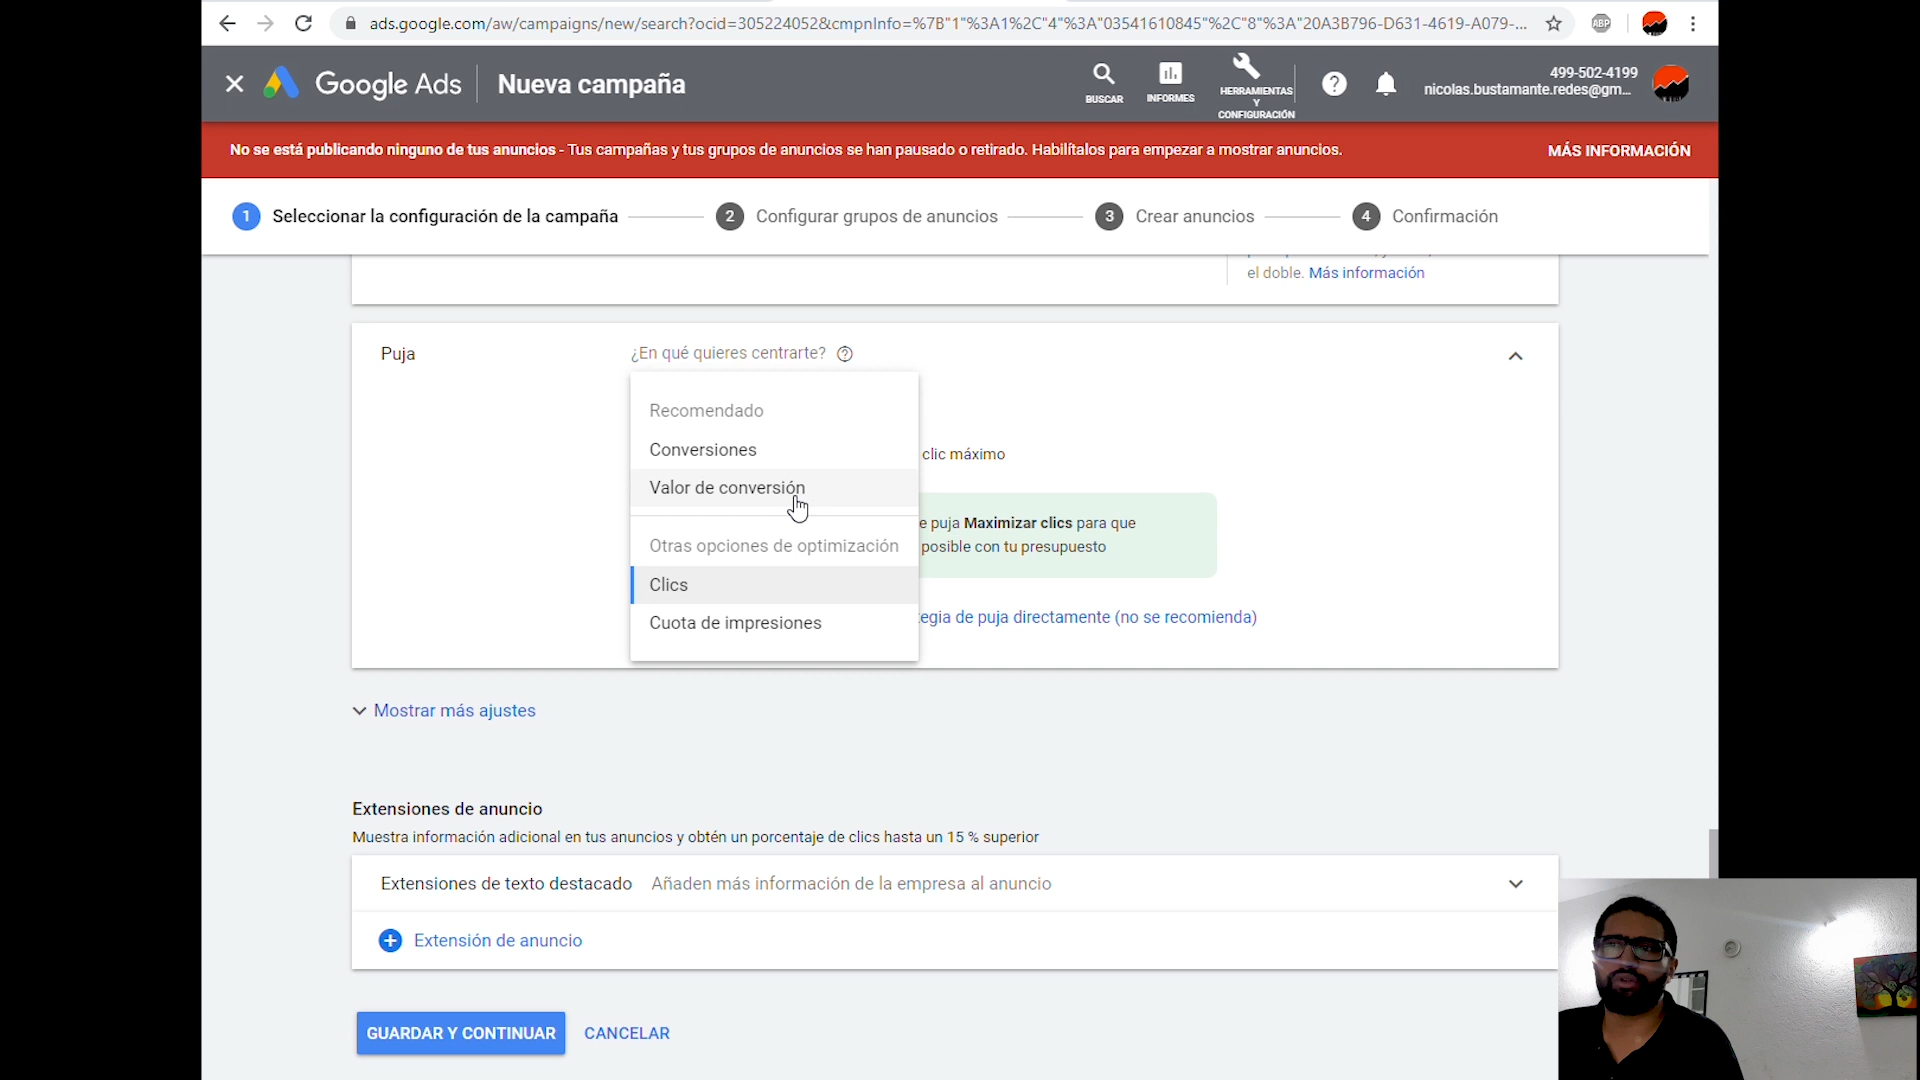 ads.google.com/aw/campaigns/new/search?ocid=305224052&cmpnInfo=%7B"1"%3A1%2C"4"%3A"03541610845"%2C"8"%3A"20A3B796-D631-4619-A079-...
ABP
Google Ads
Nueva campaña
BUSCAR
INFORMES
HERRAMIENTAS
Y
CONFIGURACIÓN
?
499-502-4199
nicolas.bustamante.redes@gm...
No se está publicando ninguno de tus anuncios - Tus campañas y tus grupos de anuncios se han pausado o retirado. Habilítalos para empezar a mostrar anuncios.
MÁS INFORMACIÓN
1 Seleccionar la configuración de la campaña
2 Configurar grupos de anuncios
3 Crear anuncios
4 Confirmación
el doble. Más información
Puja
¿En qué quieres centrarte? ?
Recomendado
Conversiones
Valor de conversión
Otras opciones de optimización
Clics
Cuota de impresiones
clic máximo
e puja Maximizar clics para que
posible con tu presupuesto
tegia de puja directamente (no se recomienda)
Mostrar más ajustes
Extensiones de anuncio
Muestra información adicional en tus anuncios y obtén un porcentaje de clics hasta un 15 % superior
Extensiones de texto destacado Añaden más información de la empresa al anuncio
Extensión de anuncio
GUARDAR Y CONTINUAR
CANCELAR